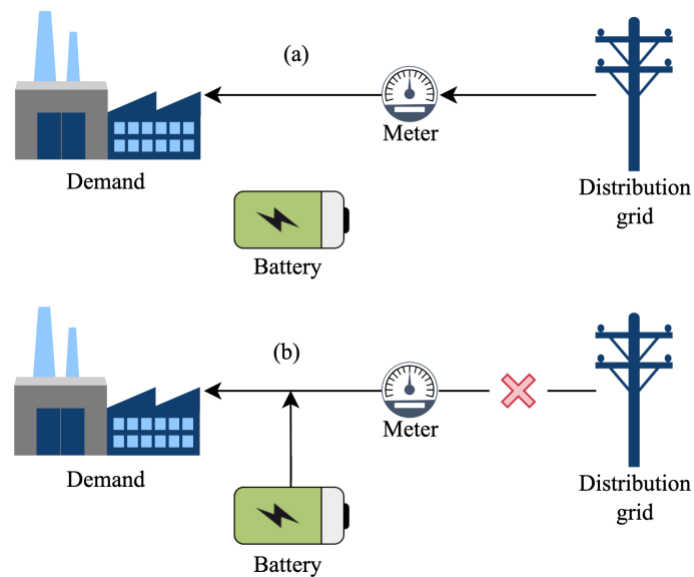 (a)
Meter
Demand
Distribution
grid
Battery
(b)
Meter
Demand
Distribution
grid
Battery